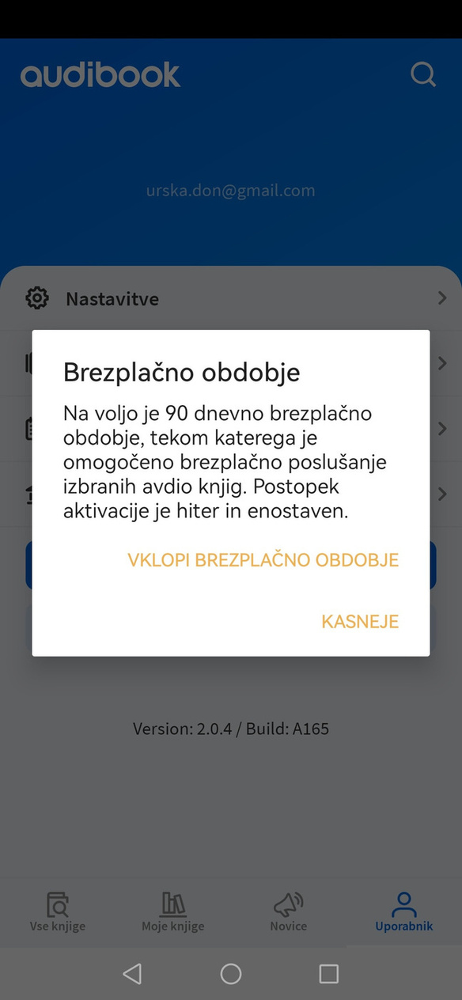 audibook
urska.don@gmail.com
Nastavitve
Brezplačno obdobje
Na voljo je 90 dnevno brezplačno
obdobje, tekom katerega je
omogočeno brezplačno poslušanje
izbranih avdio knjig. Postopek
aktivacije je hiter in enostaven.
VKLOPI BREZPLAČNO OBDOBJE
KASNEJE
Version: 2.0.4 / Build: A165
Vse knjige
Moje knjige
Novice
Uporabnik